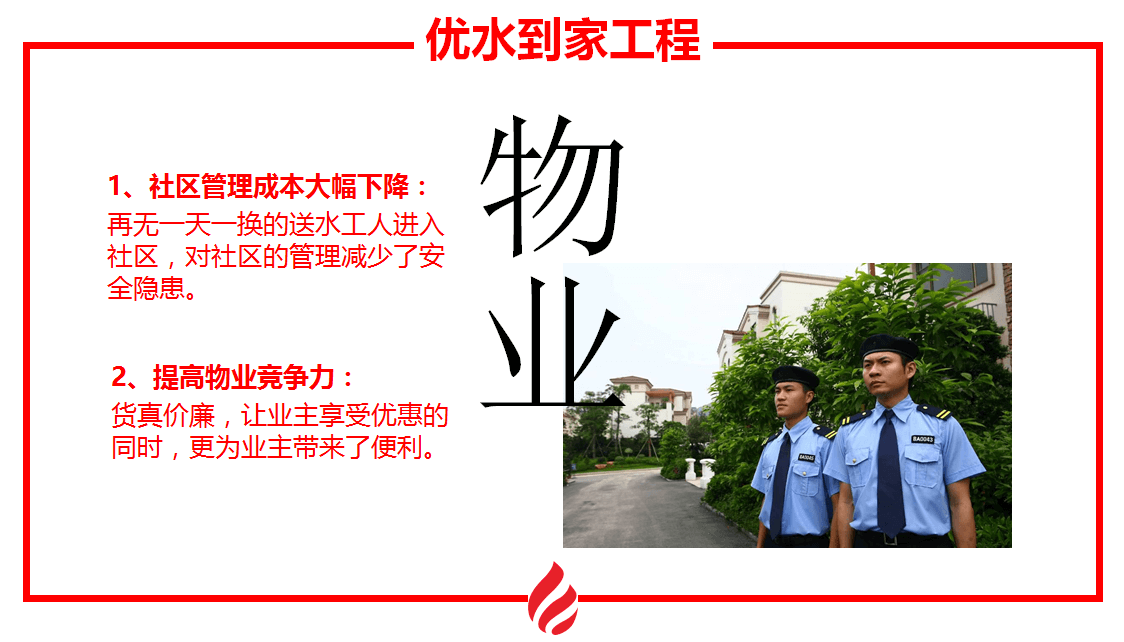 优水到家工程
物
业
1、社区管理成本大幅下降：
再无一天一换的送水工人进入
社区，对社区的管理减少了安
全隐患。
2、提高物业竞争力：
货真价廉，让业主享受优惠的
同时，更为业主带来了便利。
BA0043